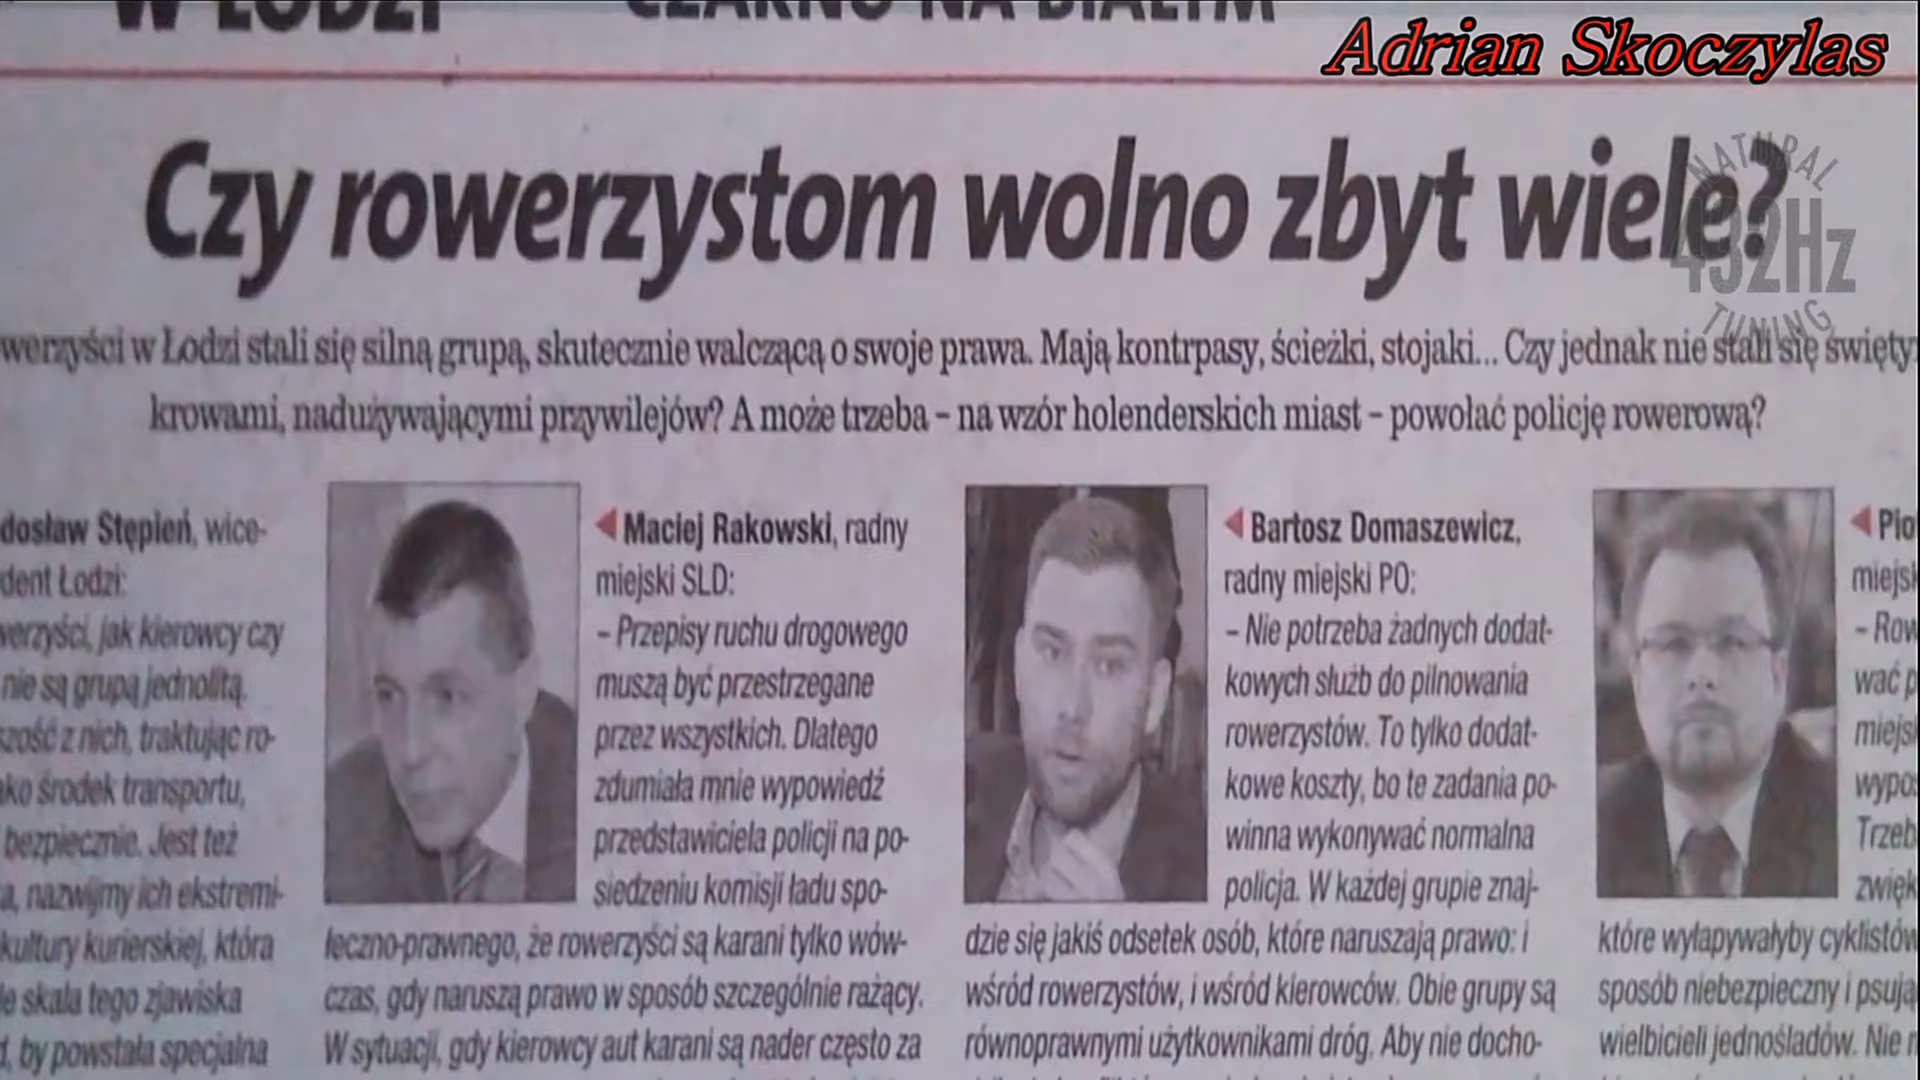 W ŁODZI
CZARNO NA BIAŁYM
Adrian Skoczylas
NATURAL
432Hz
TUNING
Czy rowerzystom wolno zbyt wiele?
werzyści w Łodzi stali się silną grupą, skutecznie walczącą o swoje prawa. Mają kontrpasy, ścieżki, stojaki... Czy jednak nie stali się święty
krowami, nadużywającymi przywilejów? A może trzeba – na wzór holenderskich miast – powołać policję rowerową?
dosław Stępień, wice-
dent Łodzi:
werzyści, jak kierowcy czy
nie są grupą jednolitą.
szość z nich, traktując ro-
ako środek transportu,
bezpiecznie. Jest też
a, nazwijmy ich ekstremi-
kultury kurierskiej, która
le skala tego zjawiska
d, by powstała specjalna
Maciej Rakowski, radny
miejski SLD:
– Przepisy ruchu drogowego
muszą być przestrzegane
przez wszystkich. Dlatego
zdumiała mnie wypowiedź
przedstawiciela policji na po-
siedzeniu komisji ładu spo-
łeczno-prawnego, że rowerzyści są karani tylko wów-
czas, gdy naruszą prawo w sposób szczególnie rażący.
W sytuacji, gdy kierowcy aut karani są nader często za
Bartosz Domaszewicz,
radny miejski PO:
– Nie potrzeba żadnych dodat-
kowych służb do pilnowania
rowerzystów. To tylko dodat-
kowe koszty, bo te zadania po-
winna wykonywać normalna
policja. W każdej grupie znaj-
dzie się jakiś odsetek osób, które naruszają prawo: i
wśród rowerzystów, i wśród kierowców. Obie grupy są
równoprawnymi użytkownikami dróg. Aby nie docho-
Pio
miejsk
– Row
wać p
miejsk
wypos
Trzeb
zwięk
które wyłapywałyby cyklistów
sposób niebezpieczny i psują
wielbicieli jednośladów. Nie